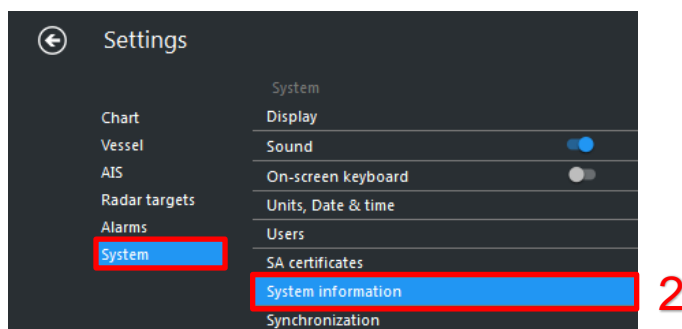 Settings
System
Chart
Display
Vessel
Sound
AIS
On-screen keyboard
Radar targets
Units, Date & time
Alarms
Users
System
SA certificates
System information
2
Synchronization